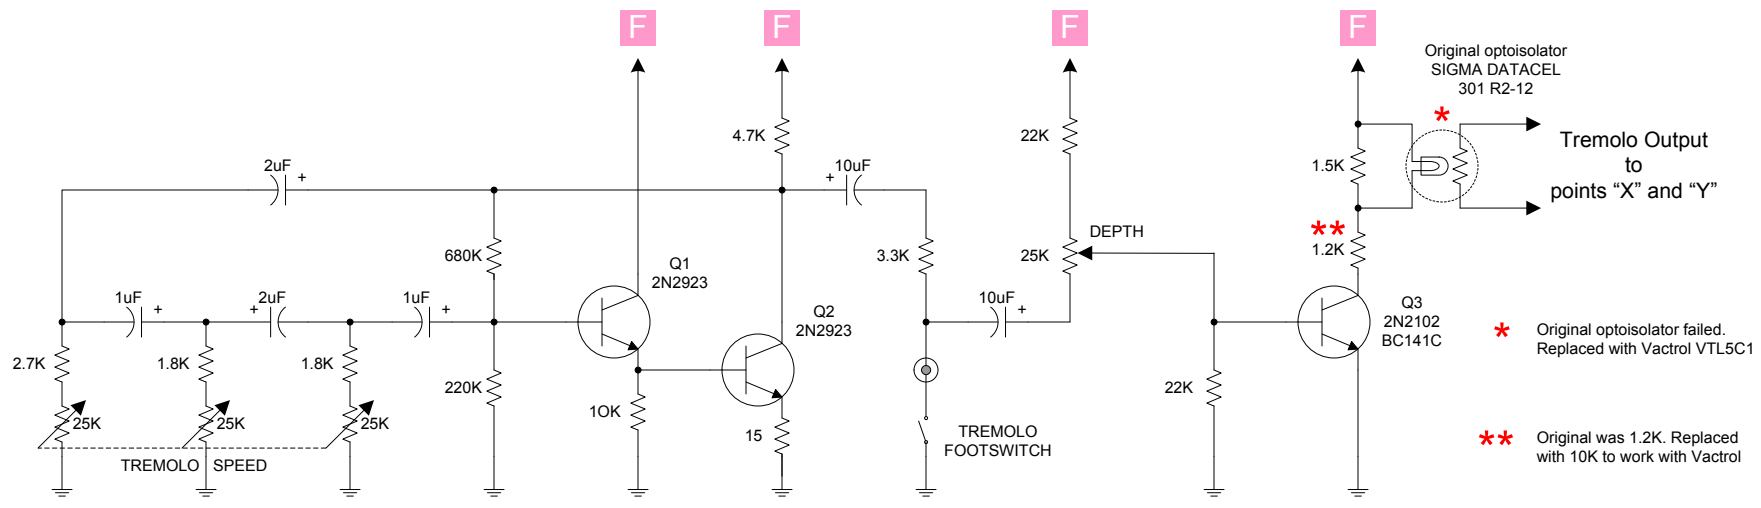 F
F
F
F
Original optoisolator
SIGMA DATACEL
301 R2-12
*
4.7K
22K
Tremolo Output
to
points “X” and “Y”
2uF
+
+
10uF
1.5K
**
1.2K
DEPTH
680K
Q1
2N2923
3.3K
25K
1uF
+
2uF
+
1uF
+
10uF
+
Q2
2N2923
Q3
2N2102
BC141C
*
Original optoisolator failed.
Replaced with Vactrol VTL5C1
2.7K
1.8K
1.8K
220K
22K
25K
25K
25K
1OK
15
TREMOLO
FOOTSWITCH
**
Original was 1.2K. Replaced
with 10K to work with Vactrol
TREMOLO SPEED